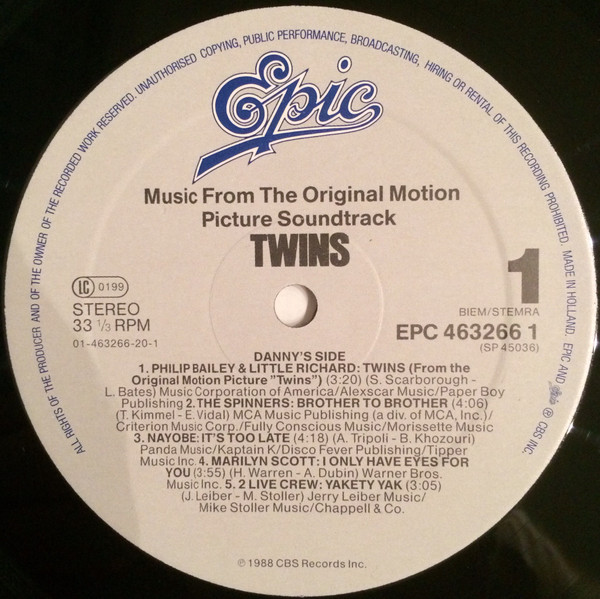 ALL RIGHTS OF THE PRODUCER AND OF THE OWNER OF THE RECORDED WORK RESERVED. UNAUTHORISED COPYING, PUBLIC PERFORMANCE, BROADCASTING, HIRING OR RENTAL OF THIS RECORDING PROHIBITED. MADE IN HOLLAND. EPIC AND Epic ® CBS INC.
Epic
Music From The Original Motion
Picture Soundtrack
TWINS
1
LC 0199
STEREO
33 1/3 RPM
01-463266-20-1
BIEM/STEMRA
EPC 463266 1
(SP 45036)
DANNY'S SIDE
1. PHILIP BAILEY & LITTLE RICHARD: TWINS (From the
Original Motion Picture "Twins") (3:20) (S. Scarborough -
L. Bates) Music Corporation of America/Alexscar Music/Paper Boy
Publishing 2. THE SPINNERS: BROTHER TO BROTHER (4:06)
(T. Kimmel - E. Vidal) MCA Music Publishing (a div. of MCA, Inc.)/
Criterion Music Corp./Fully Conscious Music/Morissette Music
3. NAYOBE: IT'S TOO LATE (4:18) (A. Tripoli - B. Khozouri)
Panda Music/Kaptain K/Disco Fever Publishing/Tipper
Music Inc. 4. MARILYN SCOTT: I ONLY HAVE EYES FOR
YOU (3:55) (H. Warren - A. Dubin) Warner Bros.
Music Inc. 5. 2 LIVE CREW: YAKETY YAK (3:05)
(J. Leiber - M. Stoller) Jerry Leiber Music/
Mike Stoller Music/Chappell & Co.
℗ 1988 CBS Records Inc.